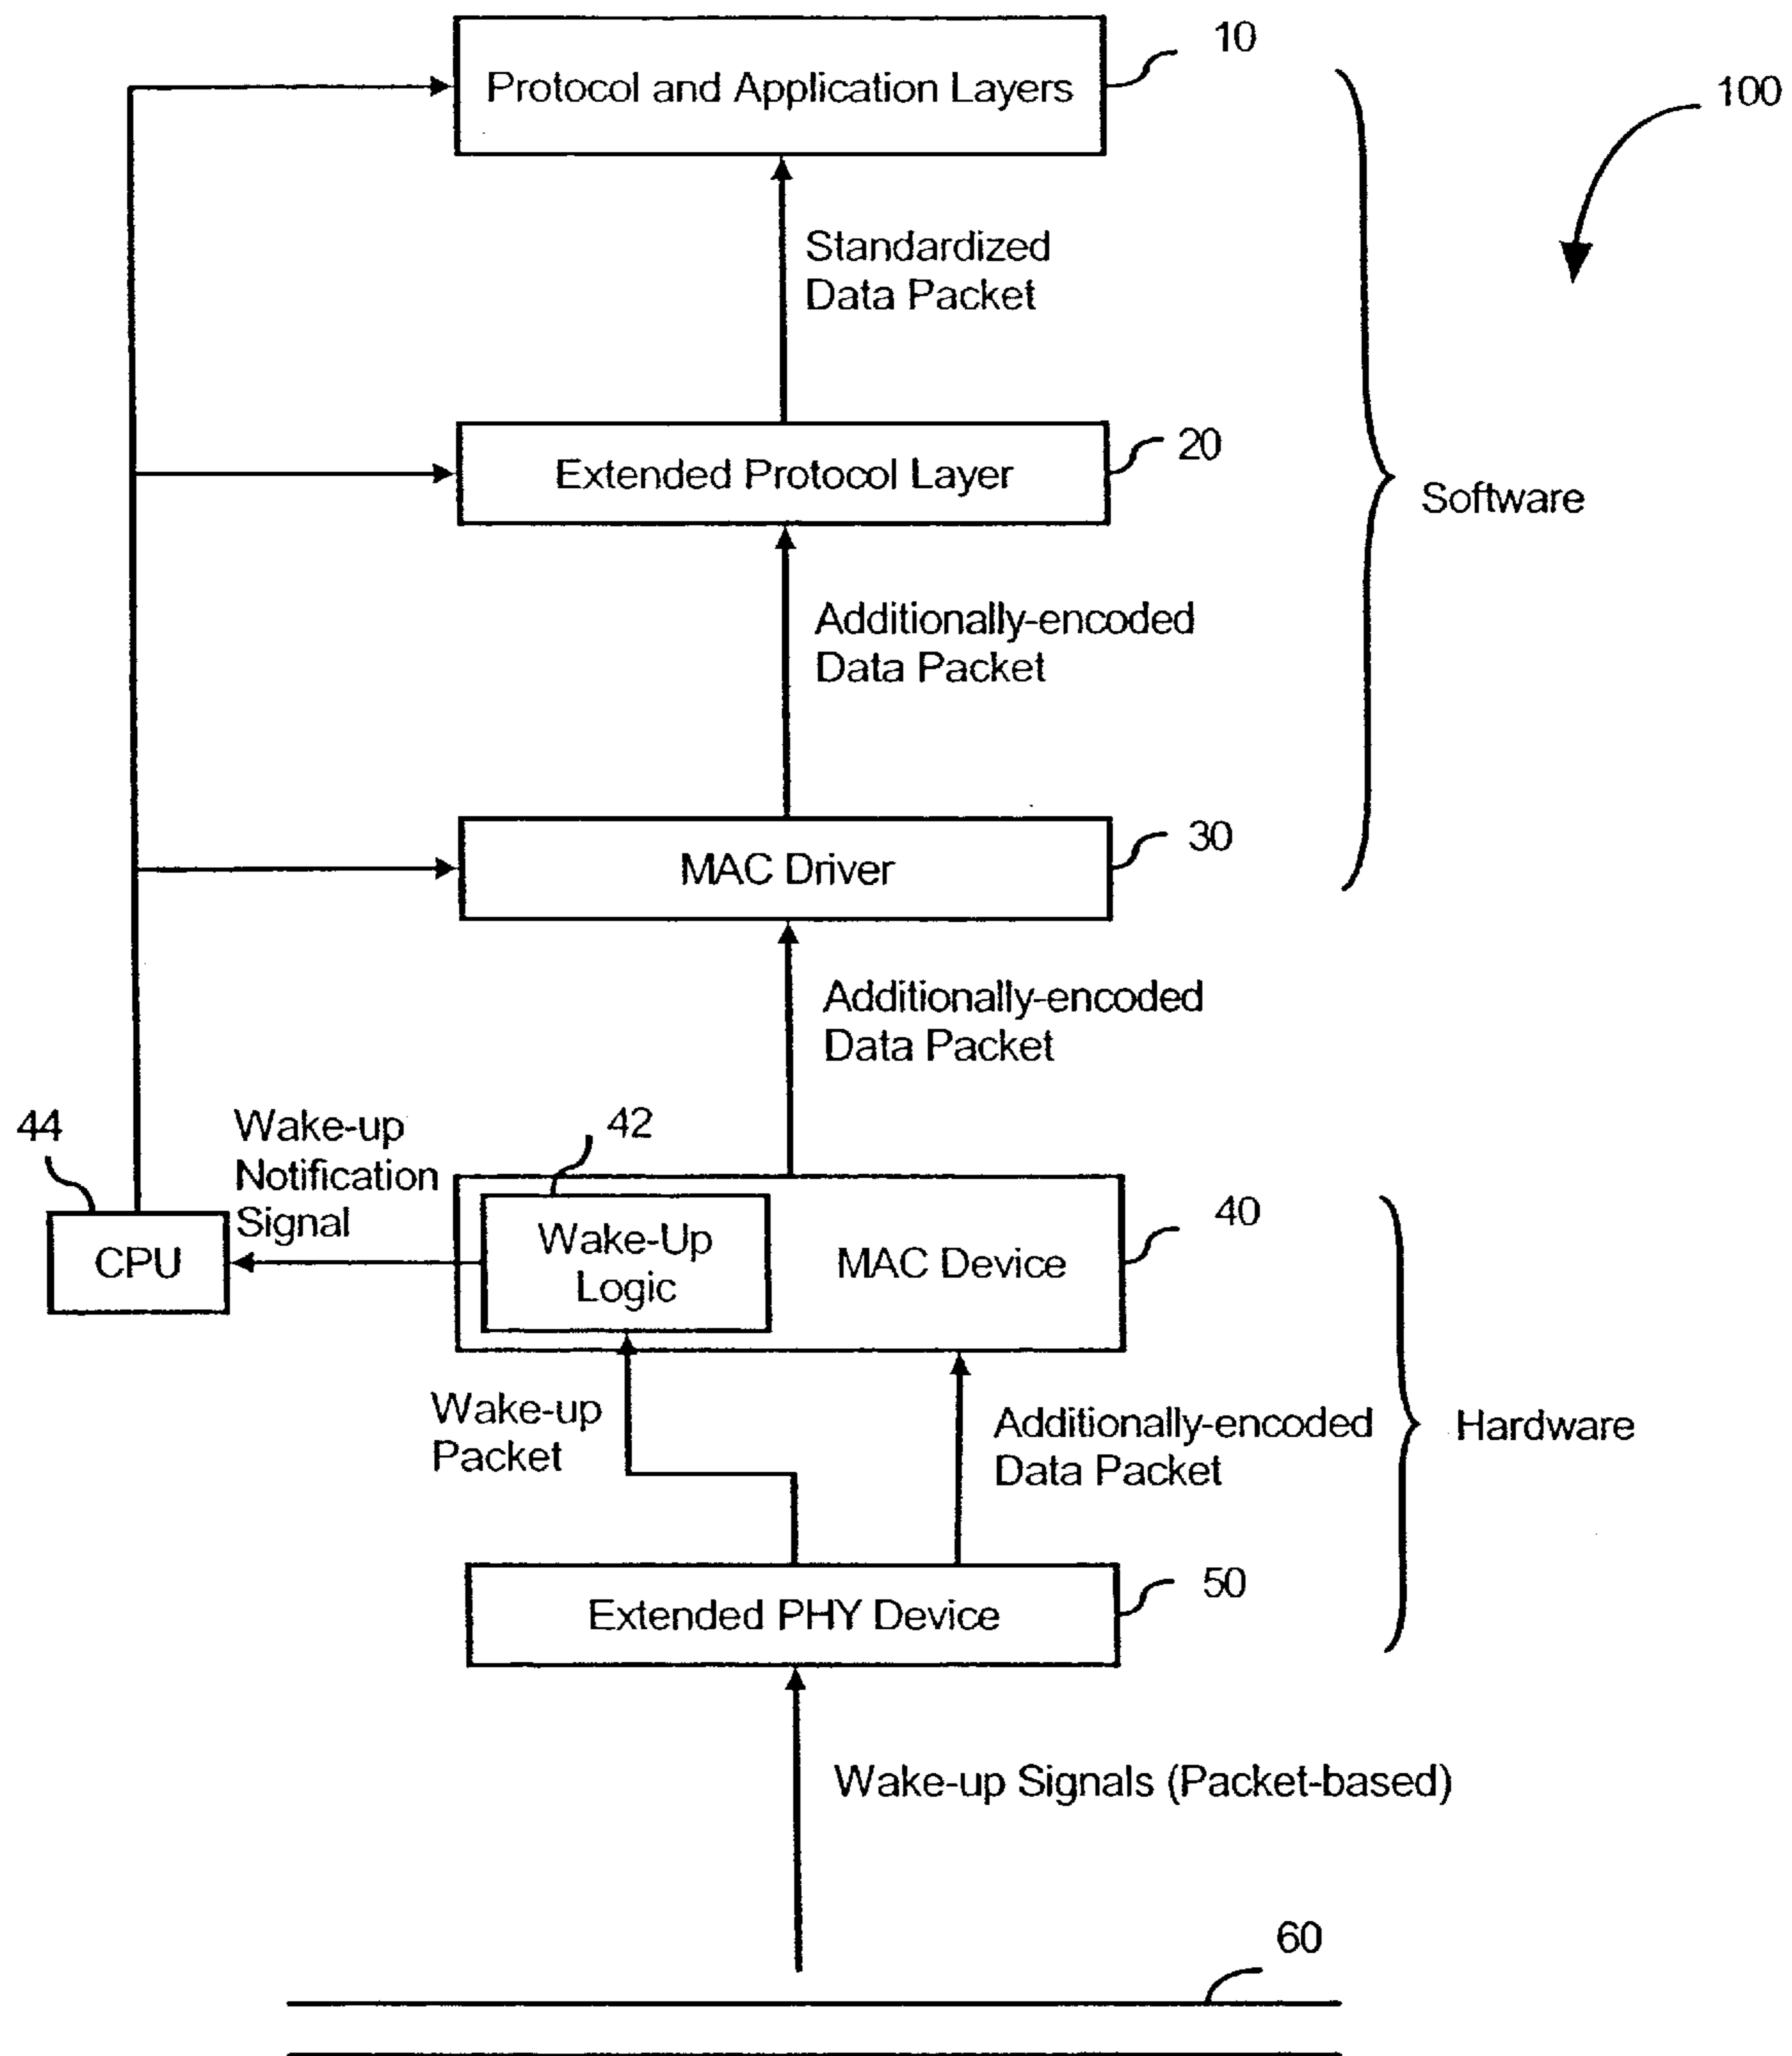 10
Protocol and Application Layers
100
Standardized
Data Packet
20
Extended Protocol Layer
Software
Additionally-encoded
Data Packet
30
MAC Driver
Additionally-encoded
Data Packet
44
Wake-up
Notification
Signal
42
40
CPU
Wake-Up
Logic
MAC Device
Wake-up
Packet
Additionally-encoded
Data Packet
Hardware
50
Extended PHY Device
Wake-up Signals (Packet-based)
60